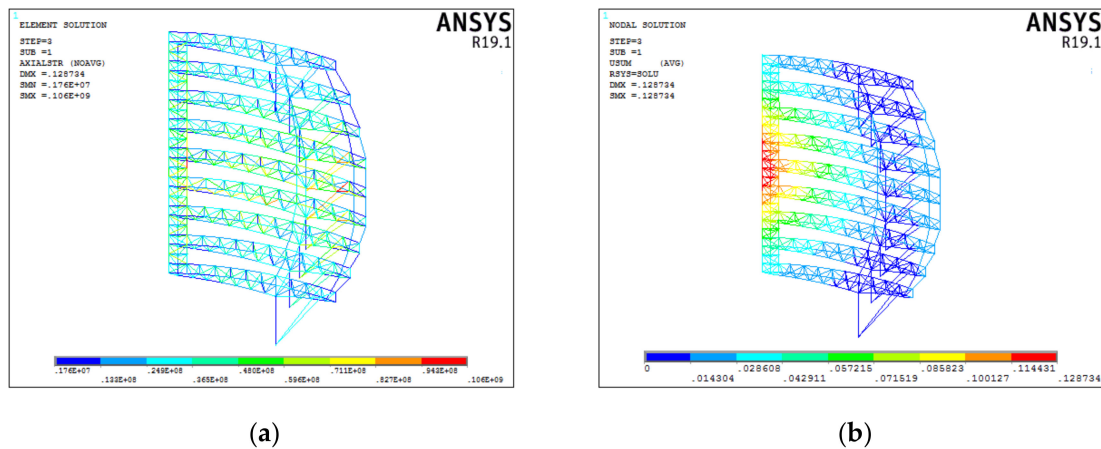 1
ELEMENT SOLUTION
STEP=3
SUB =1
AXIALSTR (NOAVG)
DMX =.128734
SMN =.176E+07
SMX =.106E+09
ANSYS
R19.1
.176E+07 .249E+08 .480E+08 .711E+08 .943E+08
.133E+08 .365E+08 .596E+08 .827E+08 .106E+09
(a)
1
NODAL SOLUTION
STEP=3
SUB =1
USUM (AVG)
RSYS=SOLU
DMX =.128734
SMX =.128734
ANSYS
R19.1
0 .028608 .057215 .085823 .114431
.014304 .042911 .071519 .100127 .128734
(b)